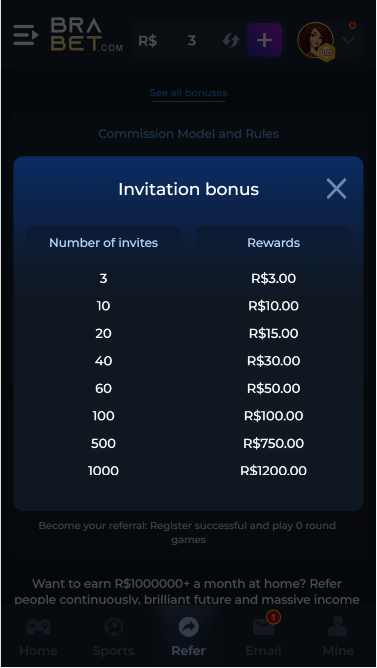 BRA
BET.COM
R$ 3 +
See all bonuses
Commission Model and Rules
Invitation bonus
Number of invites Rewards
3 R$3.00
10 R$10.00
20 R$15.00
40 R$30.00
60 R$50.00
100 R$100.00
500 R$750.00
1000 R$1200.00
Become your referral: Register successful and play 0 round
games
Want to earn R$1000000+ a month at home? Refer
people continuously, brilliant future and massive income
1
Home Sports Refer Email Mine